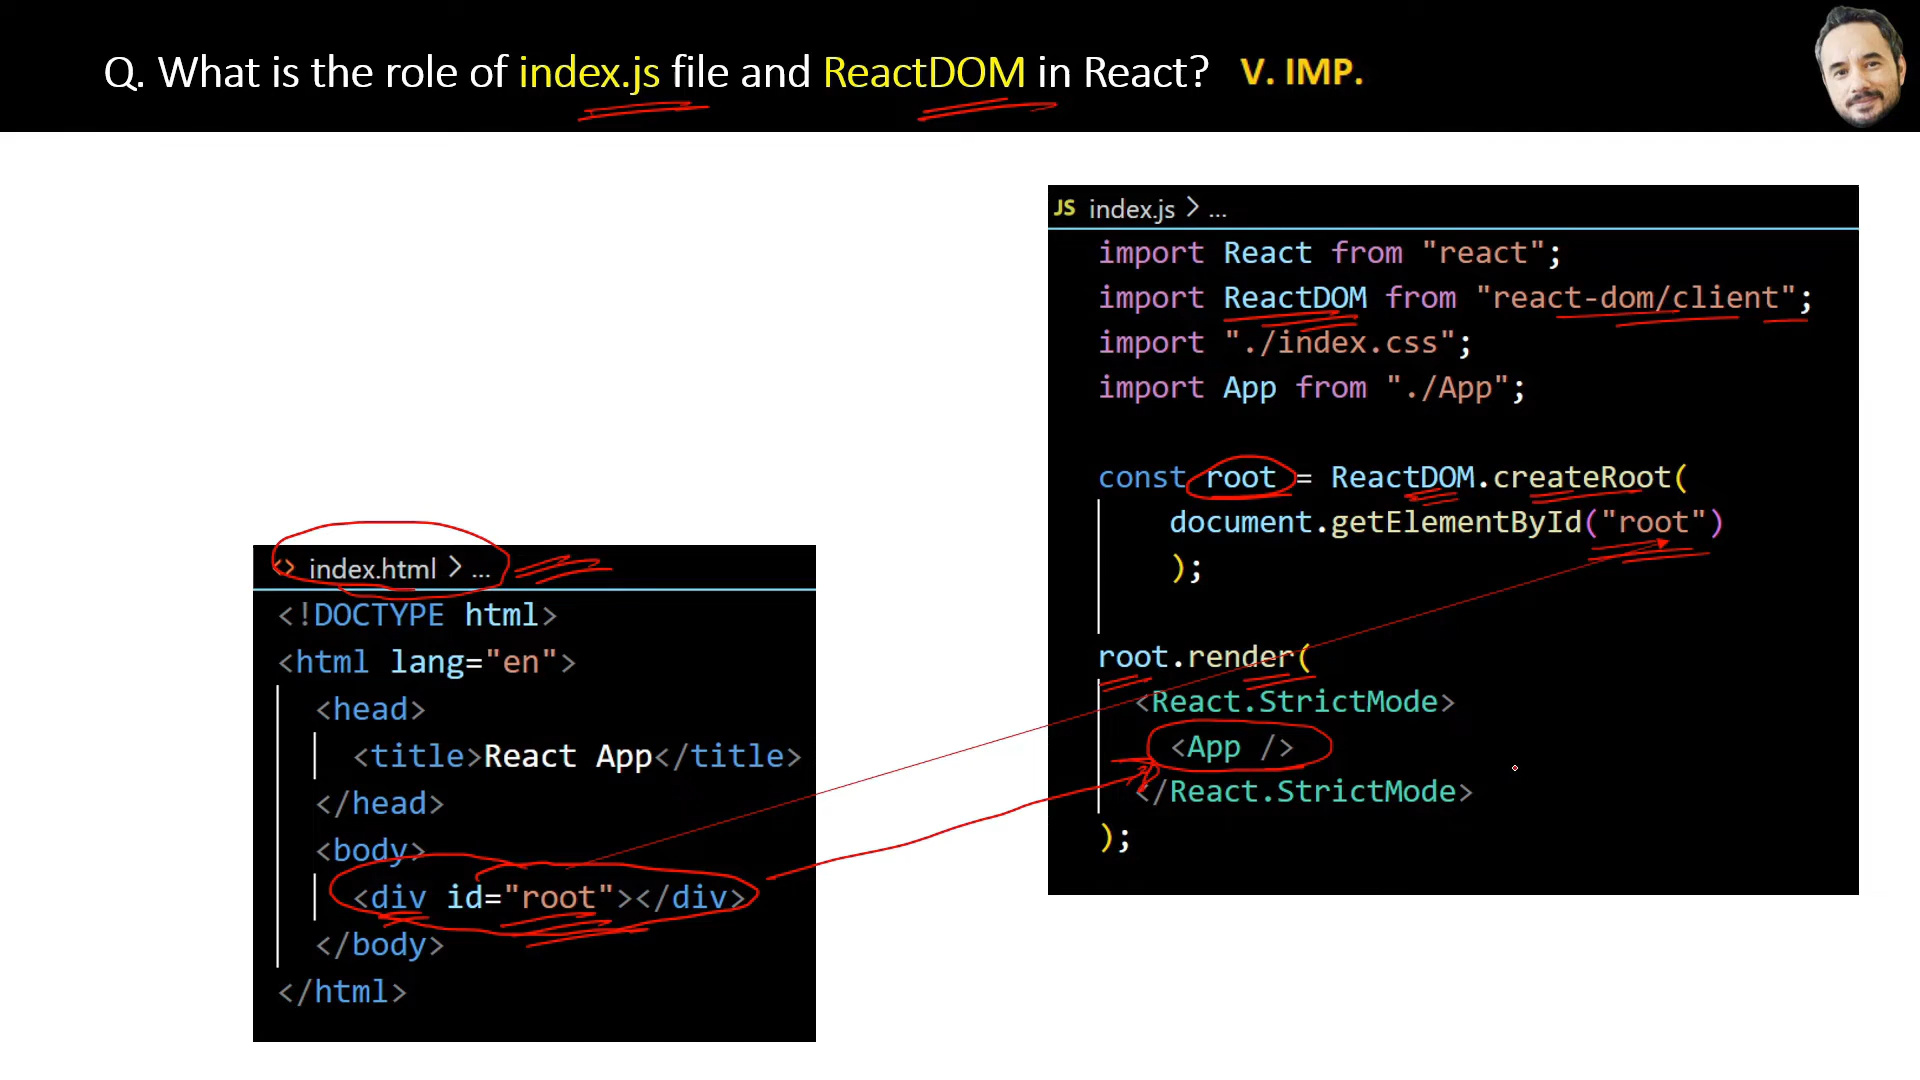 Q. What is the role of index.js file and ReactDOM in React? V. IMP.
JS index.js > ...
import React from "react";
import ReactDOM from "react-dom/client";
import "./index.css";
import App from "./App";
const root = ReactDOM.createRoot(
document.getElementById("root")
);
root.render(
<React.StrictMode>
<App />
</React.StrictMode>
);
<> index.html > ...
<!DOCTYPE html>
<html lang="en">
<head>
<title>React App</title>
</head>
<body>
<div id="root"></div>
</body>
</html>